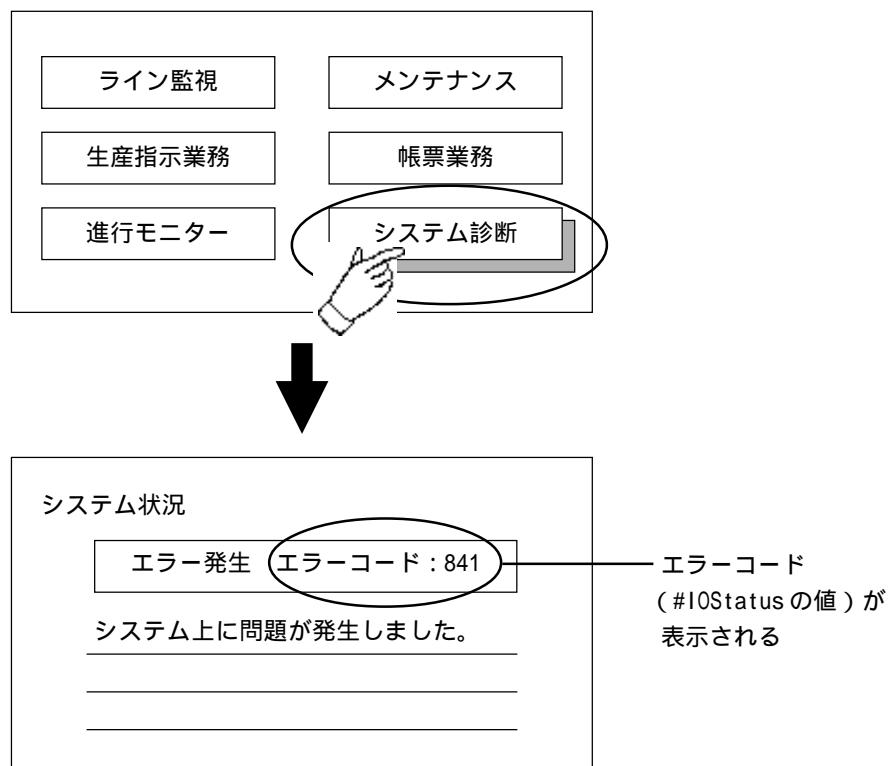 ライン監視
メンテナンス
生産指示業務
帳票業務
進行モニター
システム診断
システム状況
エラー発生 エラーコード：841
システム上に問題が発生しました。
エラーコード
（#IOStatusの値）が
表示される